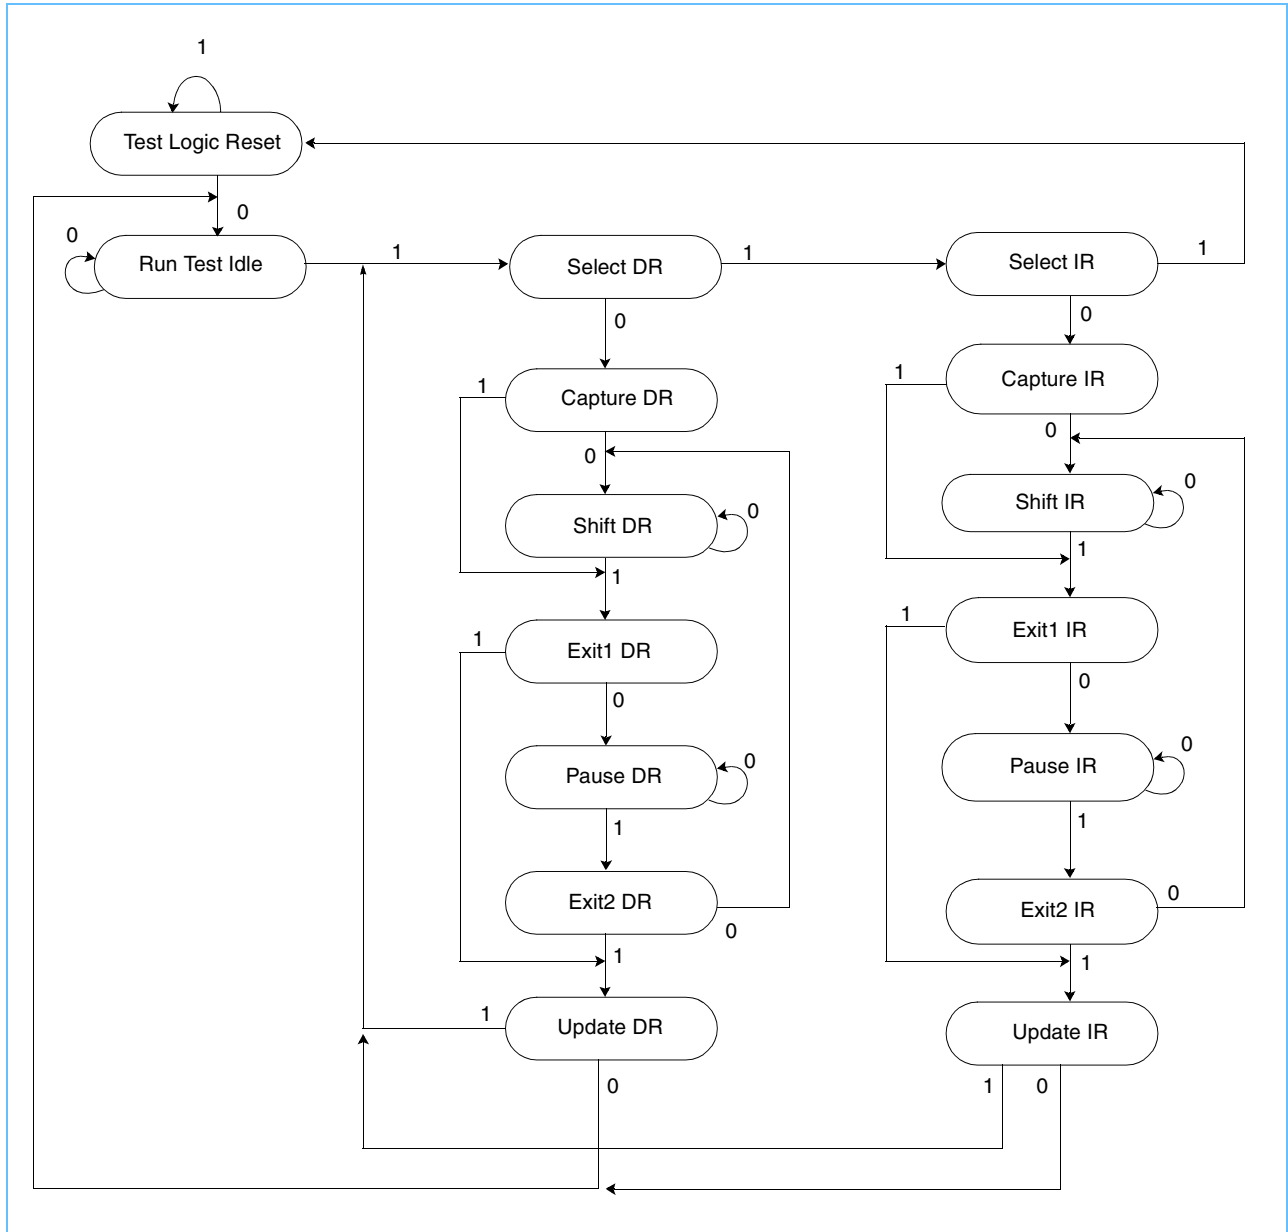 1
Test Logic Reset
0
0
Run Test Idle
1
Select DR
1
Select IR
1
0
0
1
Capture DR
1
Capture IR
0
0
Shift DR
0
Shift IR
0
1
1
1
Exit1 DR
1
Exit1 IR
0
0
Pause DR
0
Pause IR
0
1
1
Exit2 DR
0
Exit2 IR
0
1
1
1
Update DR
Update IR
0
1
0